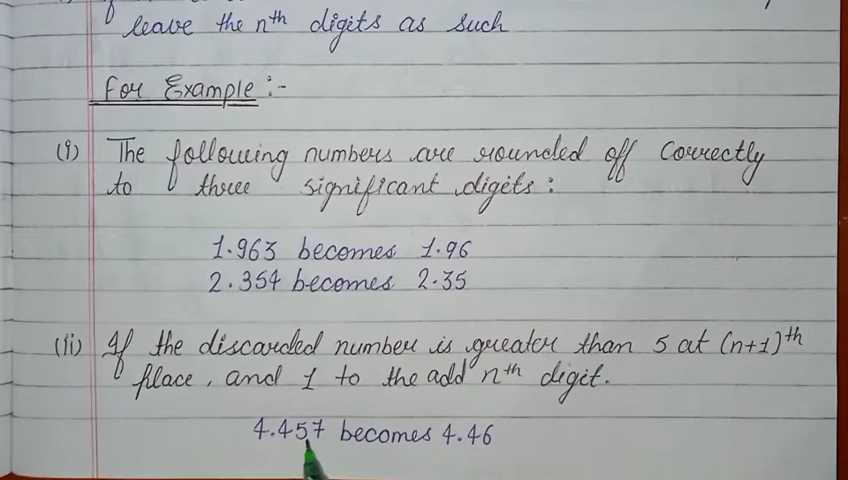 leave the nth digits as such
For Example :-
(i) The following numbers are rounded off correctly
to three significant digits :
1.963 becomes 1.96
2.354 becomes 2.35
(ii) If the discarded number is greater than 5 at (n+1)th
place, and 1 to the add nth digit.
4.457 becomes 4.46